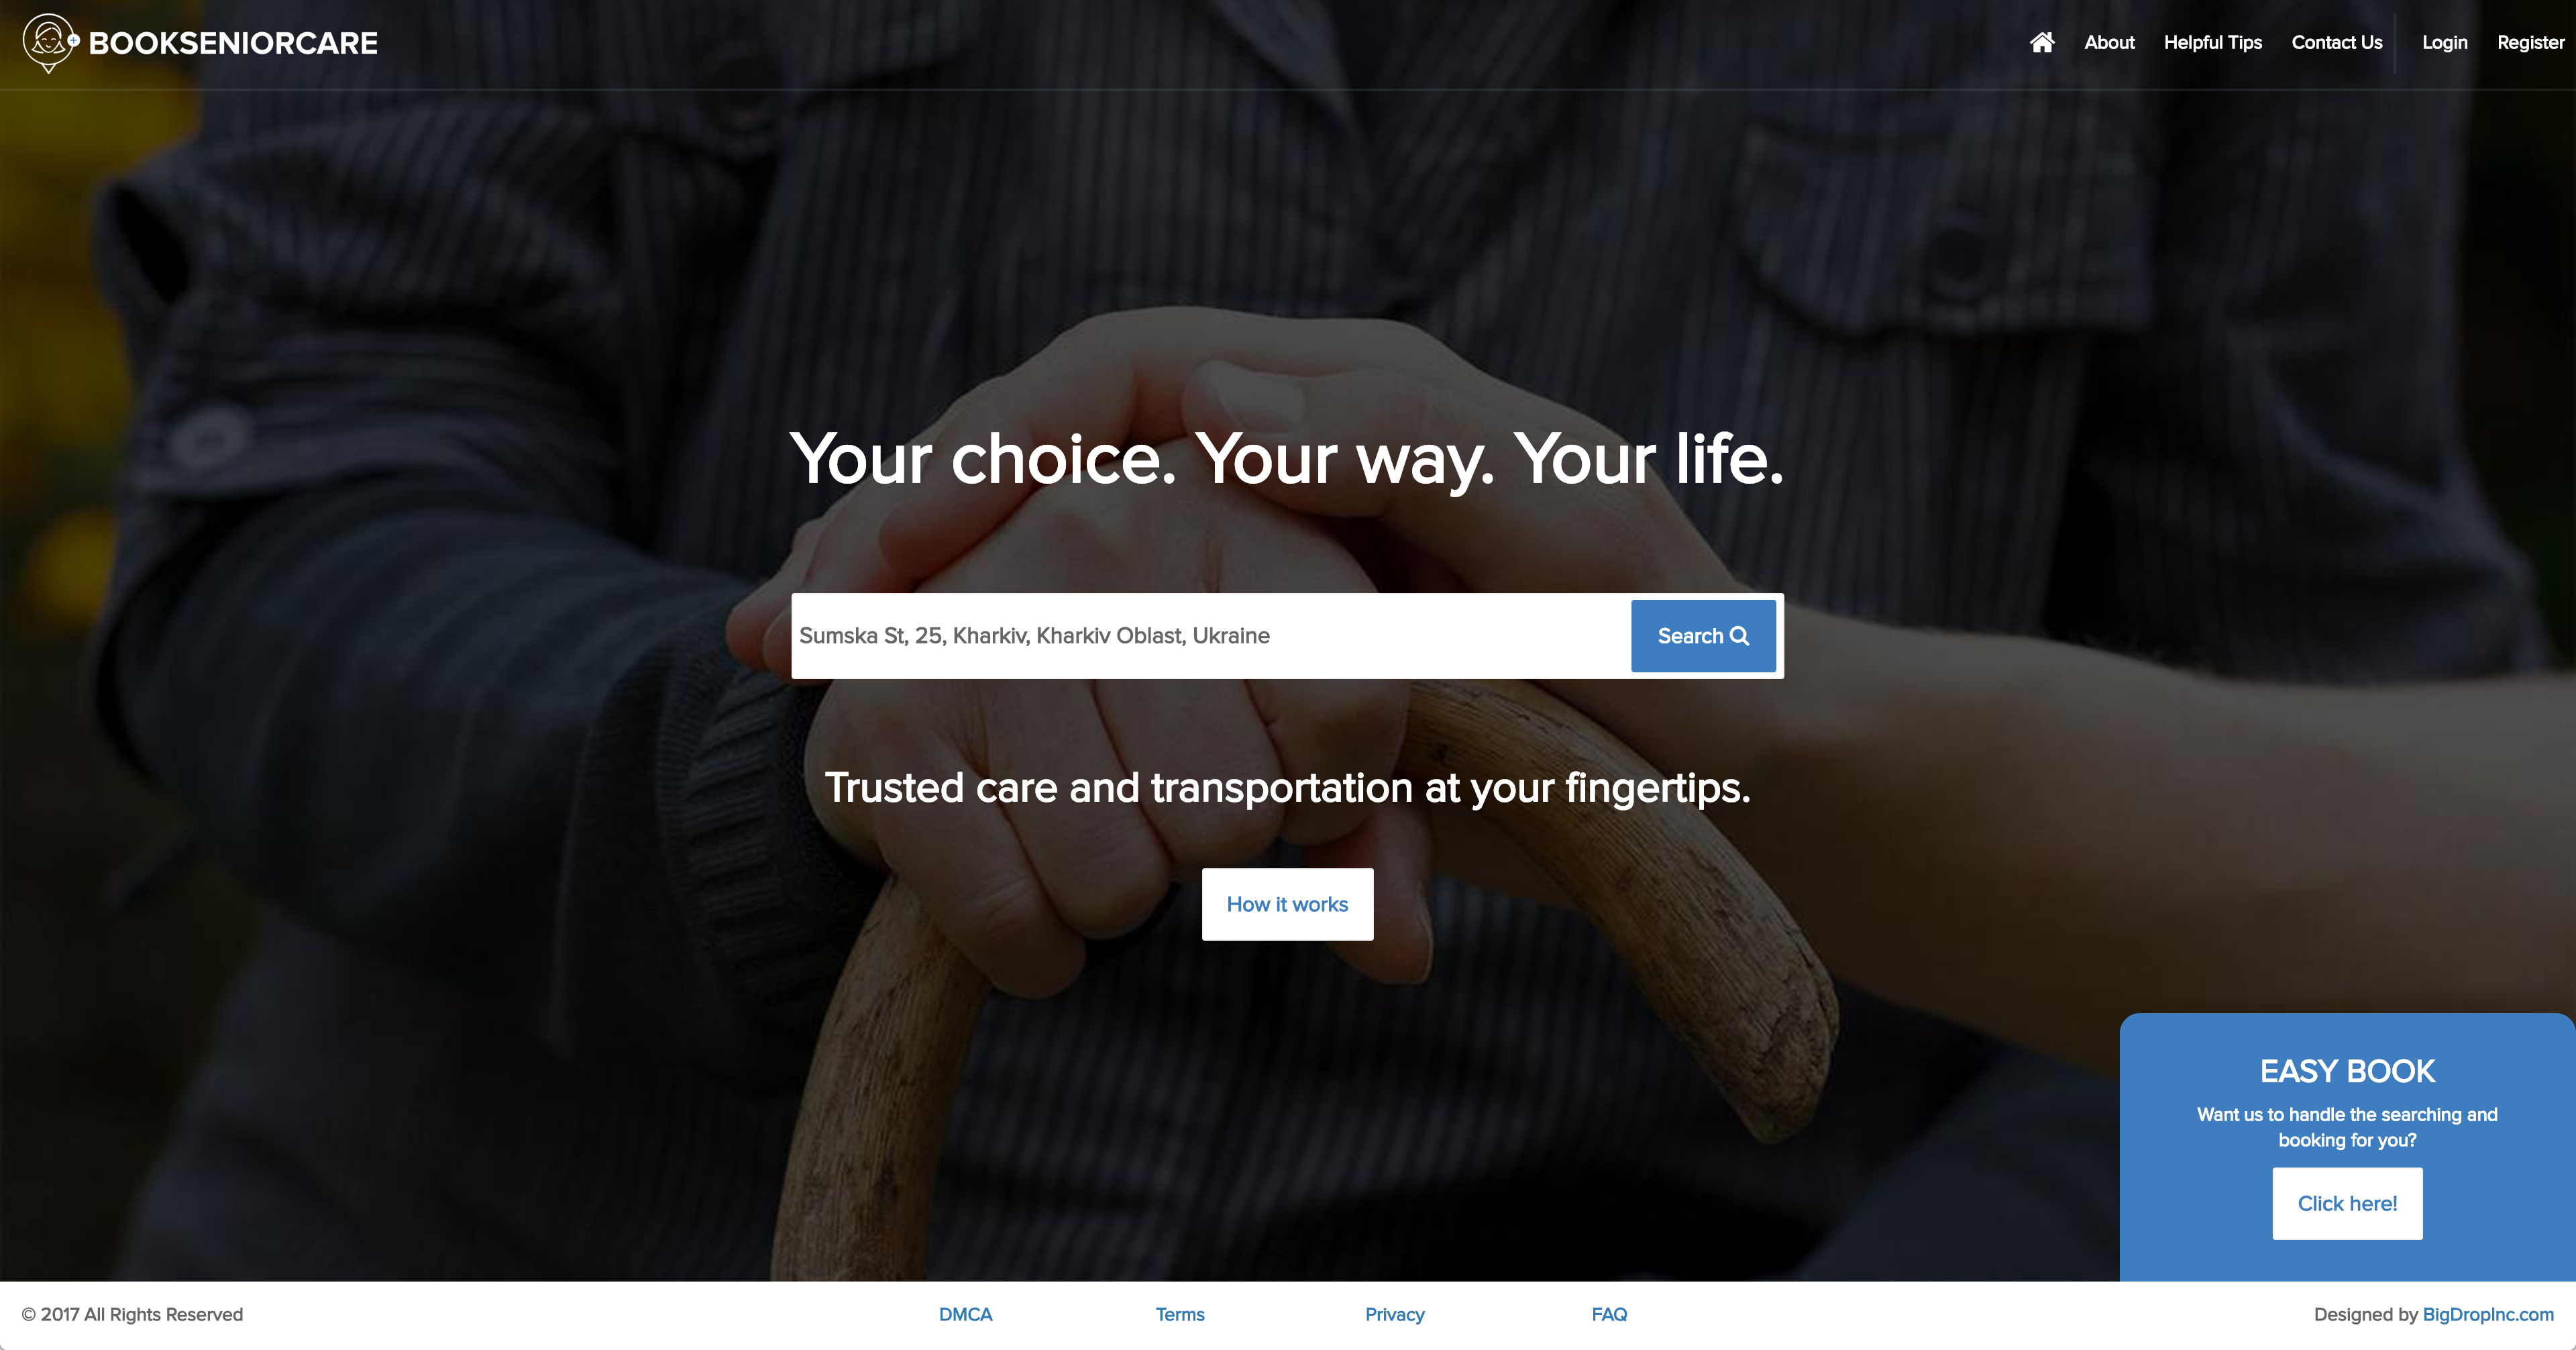 BOOKSENIORCARE
About
Helpful Tips
Contact Us
Login
Register
Your choice. Your way. Your life.
Sumska St, 25, Kharkiv, Kharkiv Oblast, Ukraine
Search
Trusted care and transportation at your fingertips.
How it works
EASY BOOK
Want us to handle the searching and
booking for you?
Click here!
© 2017 All Rights Reserved
DMCA
Terms
Privacy
FAQ
Designed by BigDropInc.com